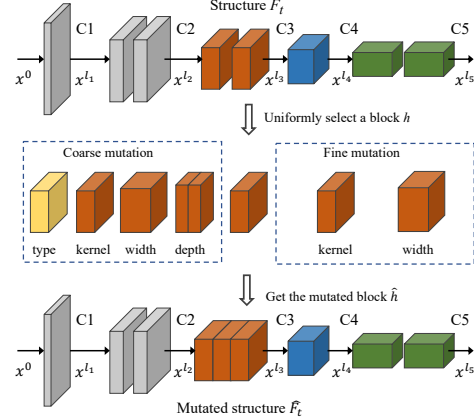 Structure F_t
C1 C2 C3 C4 C5
x^0 x^{l_1} x^{l_2} x^{l_3} x^{l_4} x^{l_5}
Uniformly select a block h
Coarse mutation Fine mutation
type kernel width depth kernel width
Get the mutated block ĥ
C1 C2 C3 C4 C5
x^0 x^{l_1} x^{l_2} x^{l_3} x^{l_4} x^{l_5}
Mutated structure F̂_t